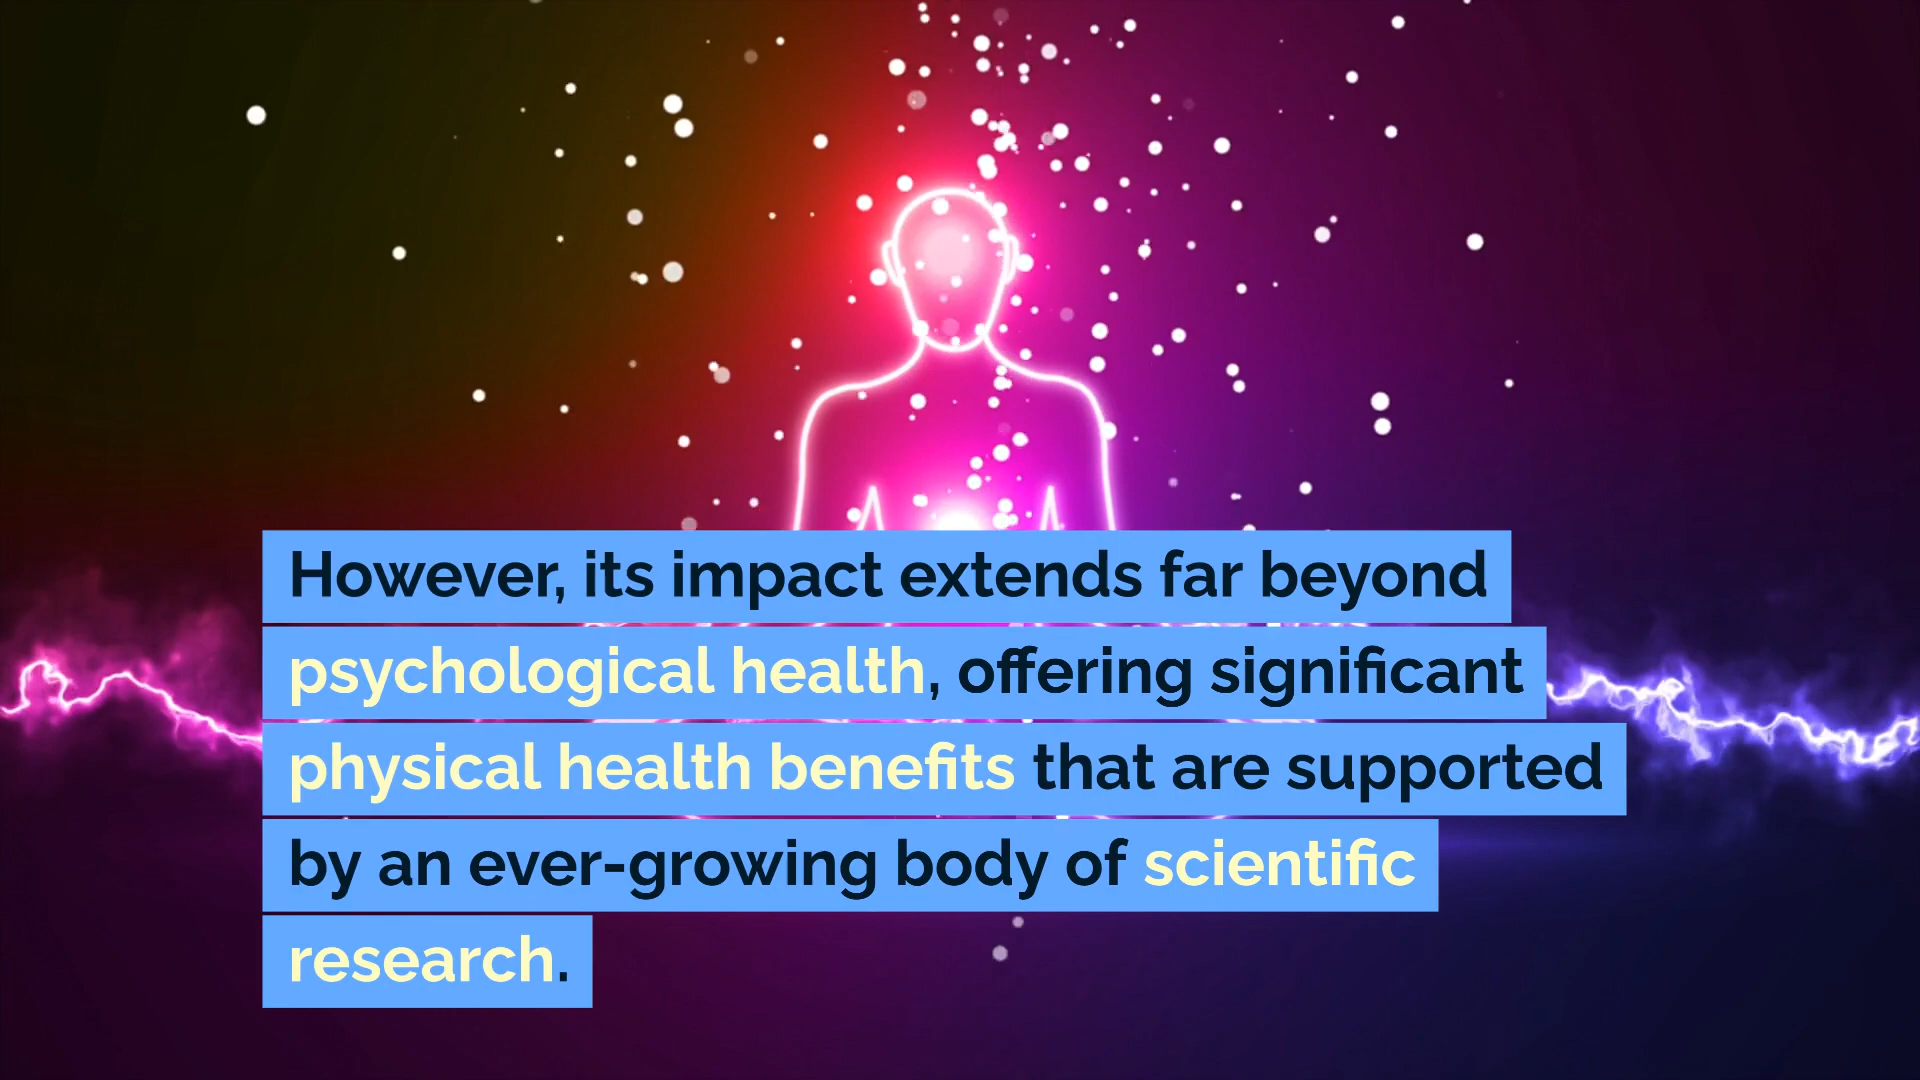 However, its impact extends far beyond
psychological health, offering significant
physical health benefits that are supported
by an ever-growing body of scientific
research.